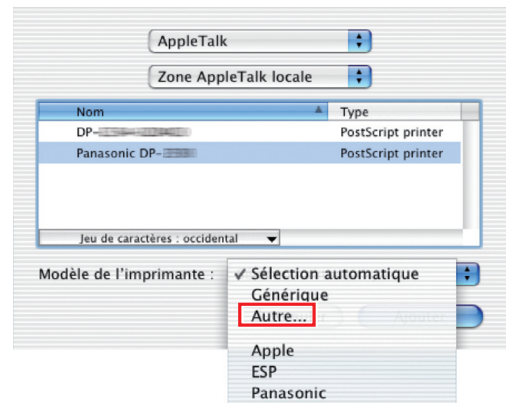 AppleTalk
Zone AppleTalk locale
Nom Type
DP- PostScript printer
Panasonic DP- PostScript printer
Jeu de caractères : occidental
Modèle de l'imprimante : ✓ Sélection automatique
Générique
Autre...
Ajouter
Apple
ESP
Panasonic